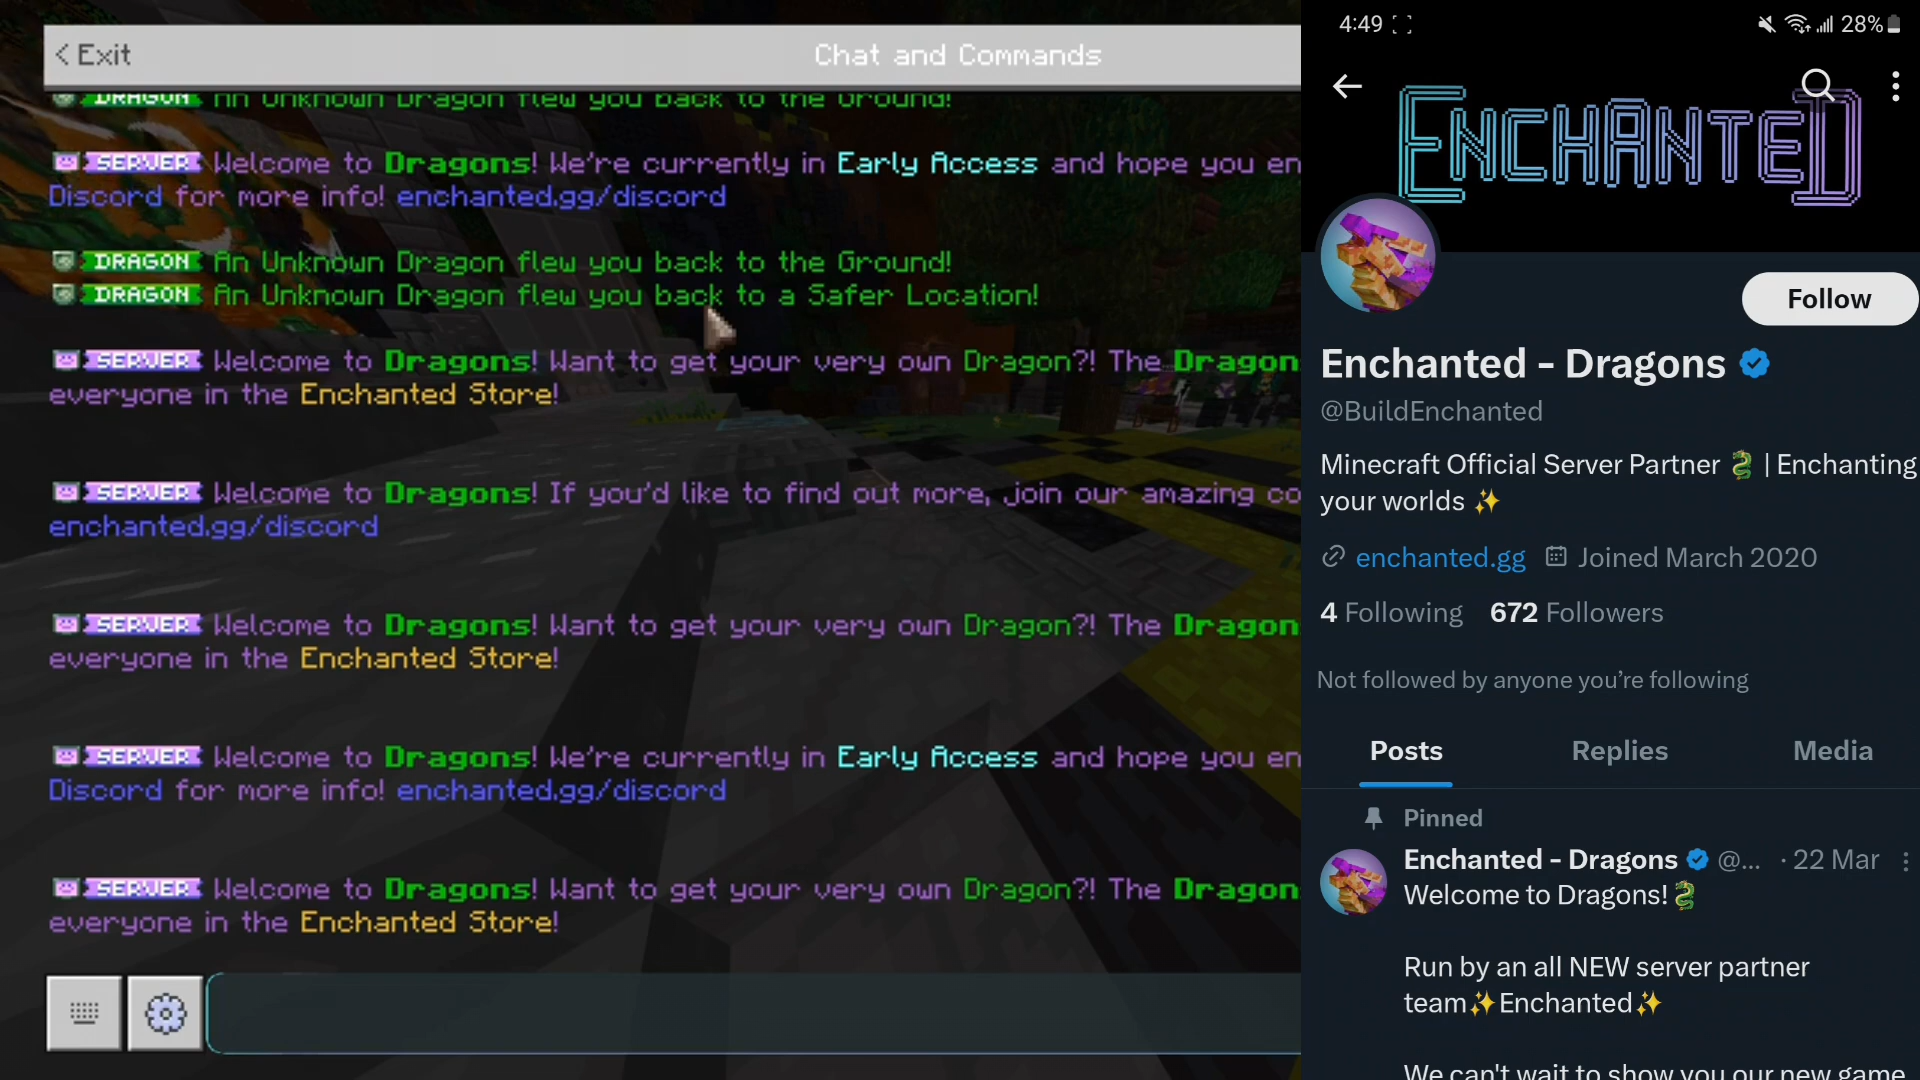 < Exit
Chat and Commands
DRAGON An Unknown Dragon flew you back to the Ground!
SERVER Welcome to Dragons! We're currently in Early Access and hope you en
Discord for more info! enchanted.gg/discord
DRAGON An Unknown Dragon flew you back to the Ground!
DRAGON An Unknown Dragon flew you back to a Safer Location!
SERVER Welcome to Dragons! Want to get your very own Dragon?! The Dragon
everyone in the Enchanted Store!
SERVER Welcome to Dragons! If you'd like to find out more, join our amazing co
enchanted.gg/discord
SERVER Welcome to Dragons! Want to get your very own Dragon?! The Dragon
everyone in the Enchanted Store!
SERVER Welcome to Dragons! We're currently in Early Access and hope you en
Discord for more info! enchanted.gg/discord
SERVER Welcome to Dragons! Want to get your very own Dragon?! The Dragon
everyone in the Enchanted Store!
4:49
28%
ENCHANTED
Follow
Enchanted - Dragons
@BuildEnchanted
Minecraft Official Server Partner 🐉 | Enchanting
your worlds ✨
enchanted.gg Joined March 2020
4 Following 672 Followers
Not followed by anyone you're following
Posts Replies Media
Pinned
Enchanted - Dragons @... · 22 Mar
Welcome to Dragons!🐉
Run by an all NEW server partner
team✨Enchanted✨
We can't wait to show you our new game